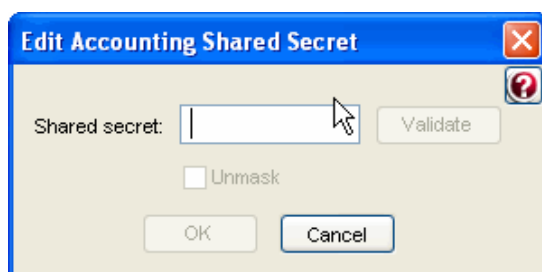 Edit Accounting Shared Secret
Shared secret: Validate
Unmask
OK Cancel